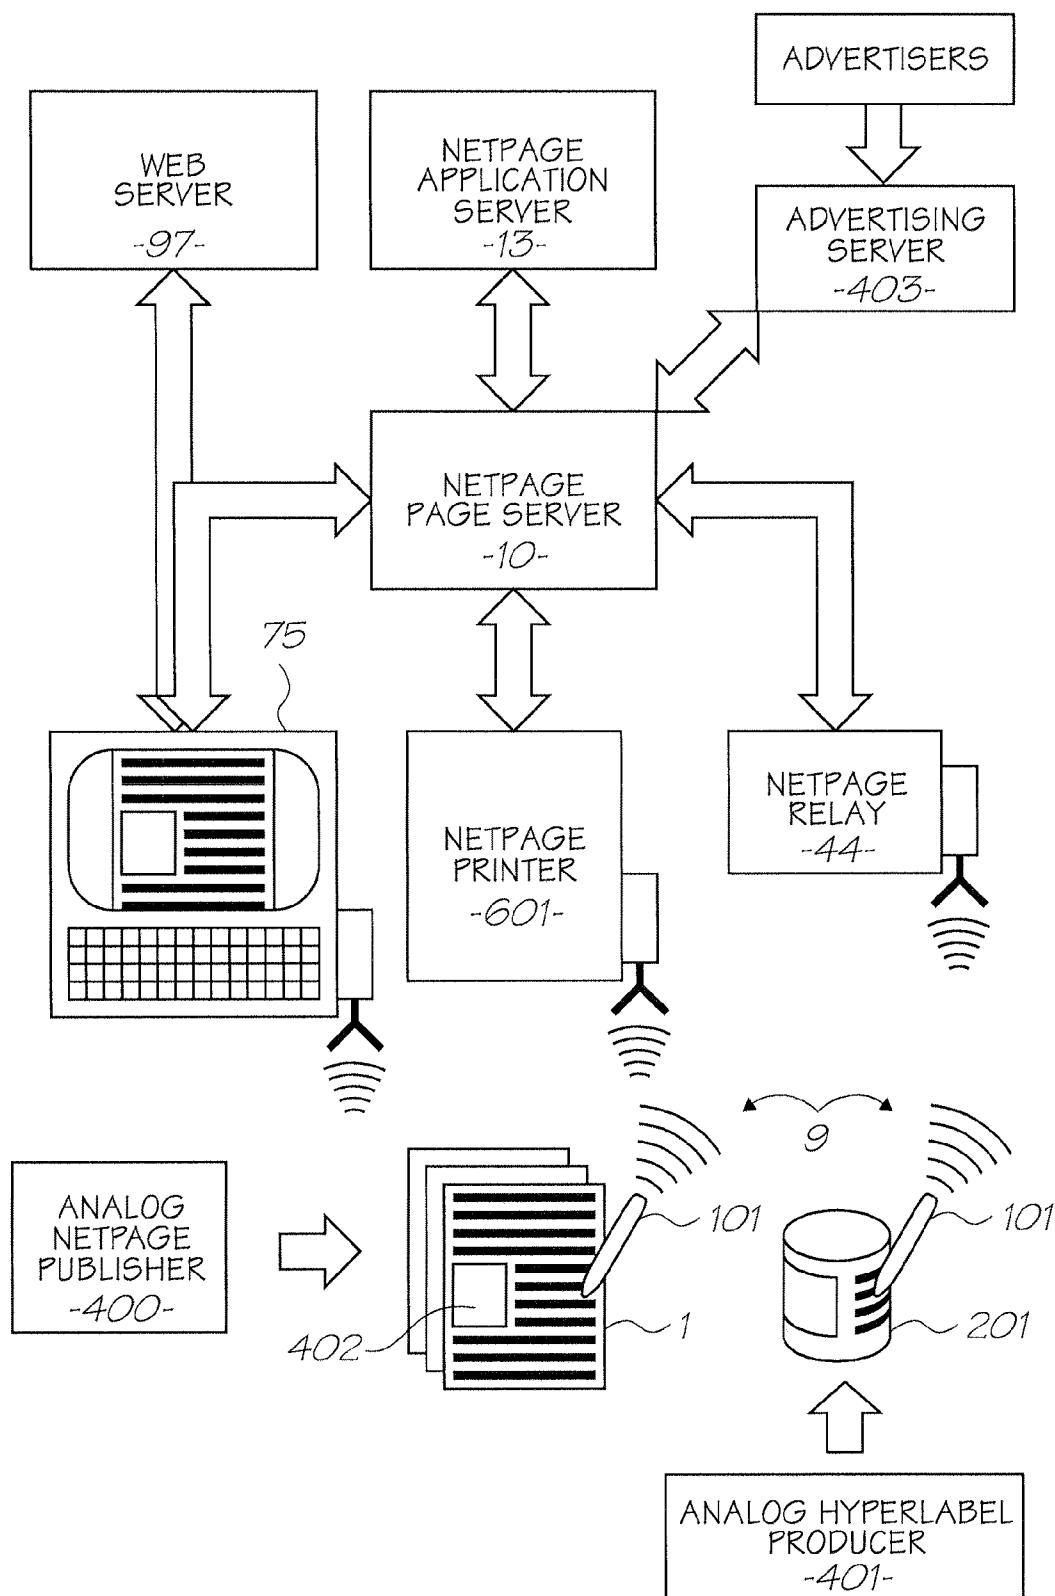 ADVERTISERS
WEB
SERVER
-97-
NETPAGE
APPLICATION
SERVER
-13-
ADVERTISING
SERVER
-403-
NETPAGE
PAGE SERVER
-10-
75
NETPAGE
PRINTER
-601-
NETPAGE
RELAY
-44-
9
ANALOG
NETPAGE
PUBLISHER
-400-
101
101
402
1
201
ANALOG HYPERLABEL
PRODUCER
-401-